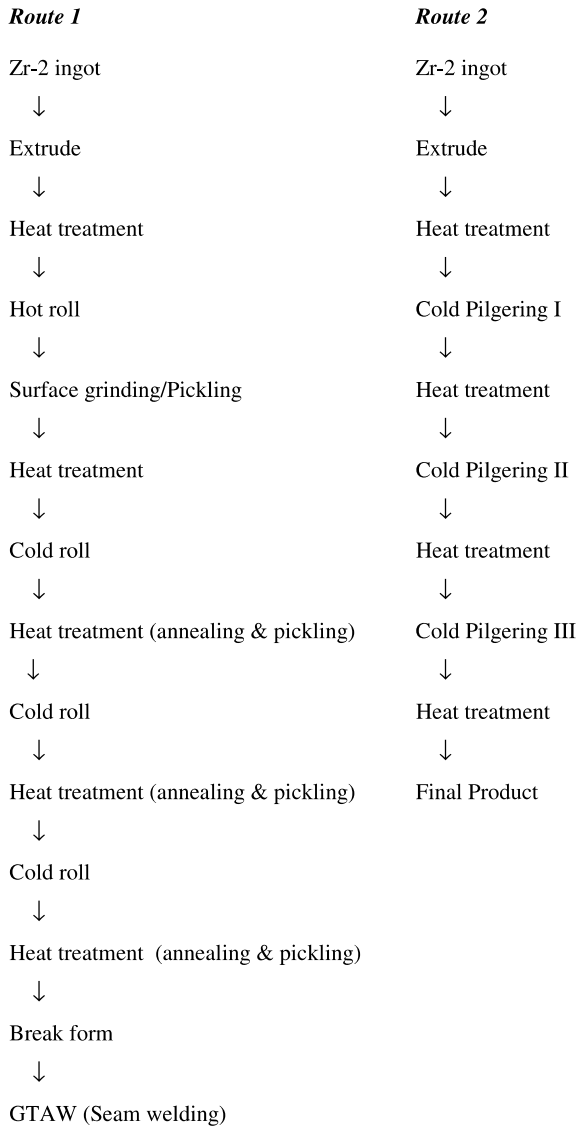 Route 1
Zr-2 ingot
↓
Extrude
↓
Heat treatment
↓
Hot roll
↓
Surface grinding/Pickling
↓
Heat treatment
↓
Cold roll
↓
Heat treatment (annealing & pickling)
↓
Cold roll
↓
Heat treatment (annealing & pickling)
↓
Cold roll
↓
Heat treatment (annealing & pickling)
↓
Break form
↓
GTAW (Seam welding)
Route 2
Zr-2 ingot
↓
Extrude
↓
Heat treatment
↓
Cold Pilgering I
↓
Heat treatment
↓
Cold Pilgering II
↓
Heat treatment
↓
Cold Pilgering III
↓
Heat treatment
↓
Final Product